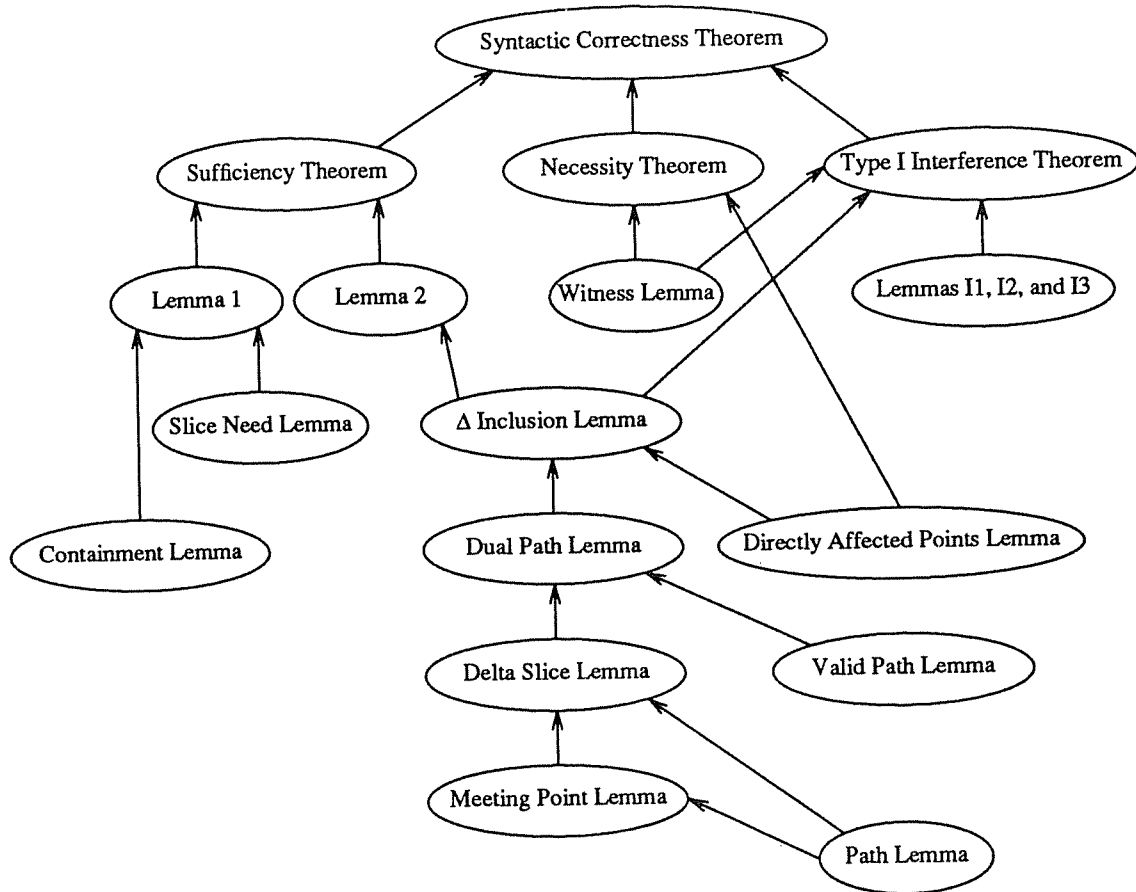 Syntactic Correctness Theorem
Sufficiency Theorem
Necessity Theorem
Type I Interference Theorem
Lemma 1
Lemma 2
Witness Lemma
Lemmas I1, I2, and I3
Slice Need Lemma
Δ Inclusion Lemma
Containment Lemma
Dual Path Lemma
Directly Affected Points Lemma
Delta Slice Lemma
Valid Path Lemma
Meeting Point Lemma
Path Lemma